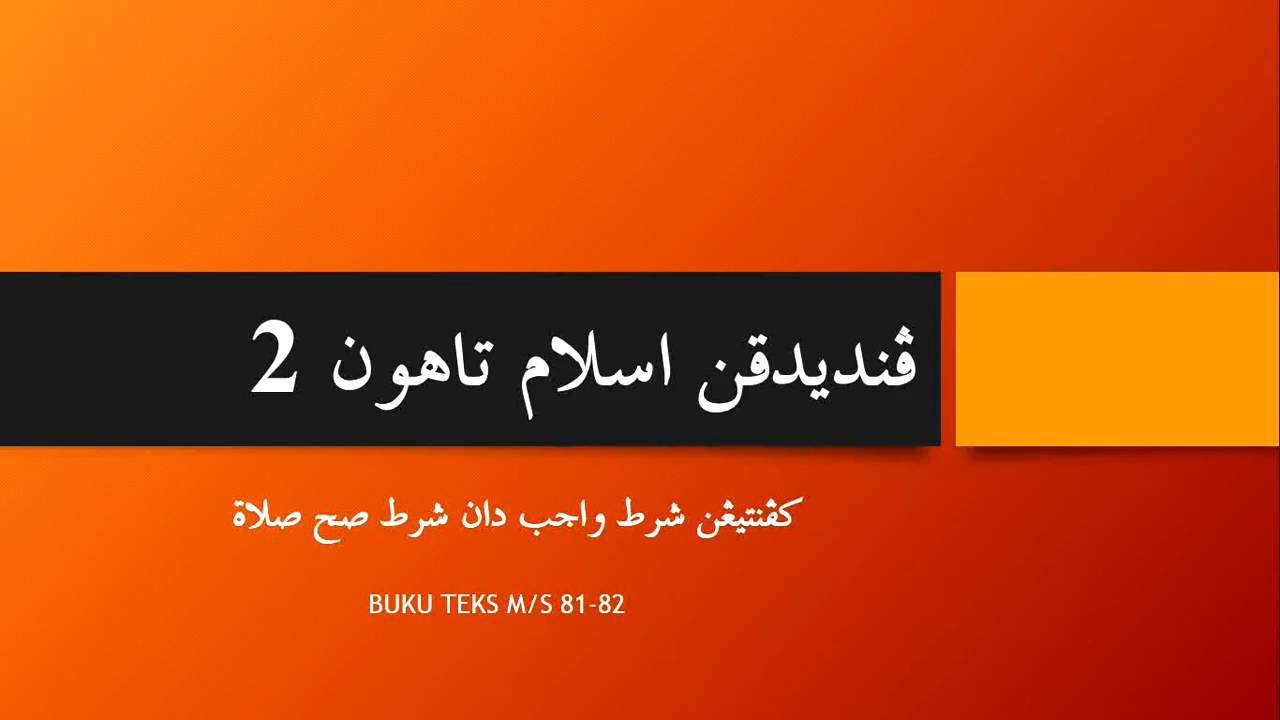 ڤنديدقن اسلام تاهون 2
كڤنتيڠن شرط واجب دان شرط صح صلاة
BUKU TEKS M/S 81-82